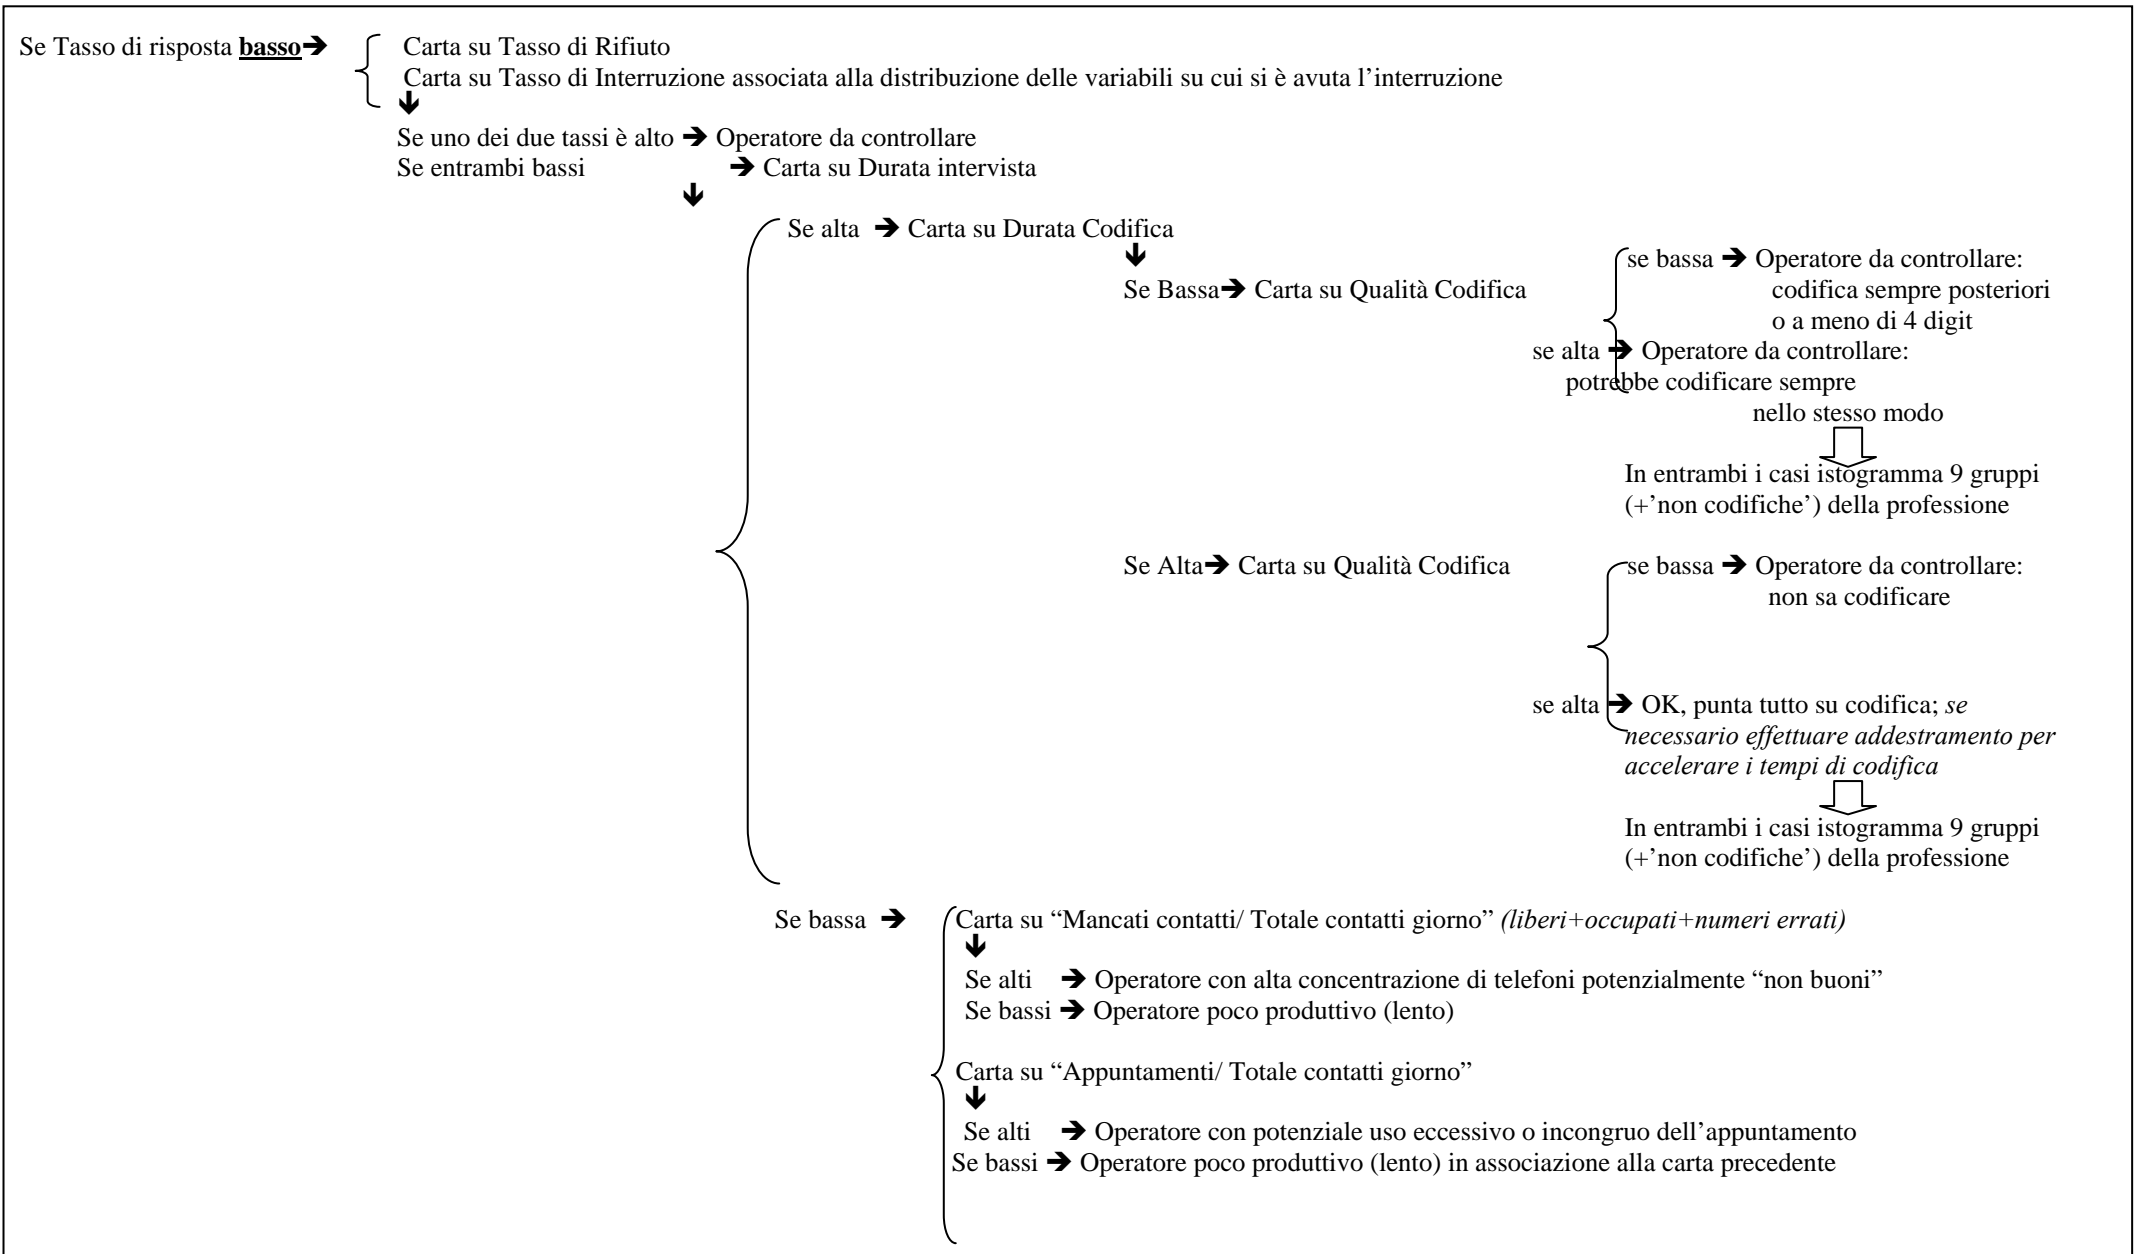 Se Tasso di risposta basso➔ Carta su Tasso di Rifiuto
Carta su Tasso di Interruzione associata alla distribuzione delle variabili su cui si è avuta l’interruzione
Se uno dei due tassi è alto ➔ Operatore da controllare
Se entrambi bassi ➔ Carta su Durata intervista
Se alta ➔ Carta su Durata Codifica
Se Bassa➔ Carta su Qualità Codifica
se bassa ➔ Operatore da controllare:
codifica sempre posteriori
o a meno di 4 digit
se alta ➔ Operatore da controllare:
potrebbe codificare sempre
nello stesso modo
In entrambi i casi istogramma 9 gruppi
(+’non codifiche’) della professione
Se Alta➔ Carta su Qualità Codifica
se bassa ➔ Operatore da controllare:
non sa codificare
se alta ➔ OK, punta tutto su codifica; se
necessario effettuare addestramento per
accelerare i tempi di codifica
In entrambi i casi istogramma 9 gruppi
(+’non codifiche’) della professione
Se bassa ➔ Carta su “Mancati contatti/ Totale contatti giorno” (liberi+occupati+numeri errati)
Se alti ➔ Operatore con alta concentrazione di telefoni potenzialmente “non buoni”
Se bassi ➔ Operatore poco produttivo (lento)
Carta su “Appuntamenti/ Totale contatti giorno”
Se alti ➔ Operatore con potenziale uso eccessivo o incongruo dell’appuntamento
Se bassi ➔ Operatore poco produttivo (lento) in associazione alla carta precedente